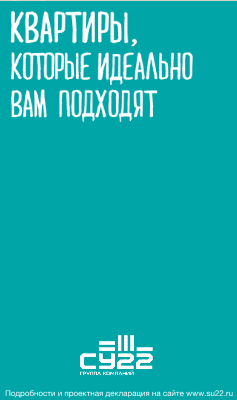 КВАРТИРЫ,
КОТОРЫЕ ИДЕАЛЬНО
ВАМ ПОДХОДЯТ
СУ22
ГРУППА КОМПАНИЙ
Подробности и проектная декларация на сайте www.su22.ru